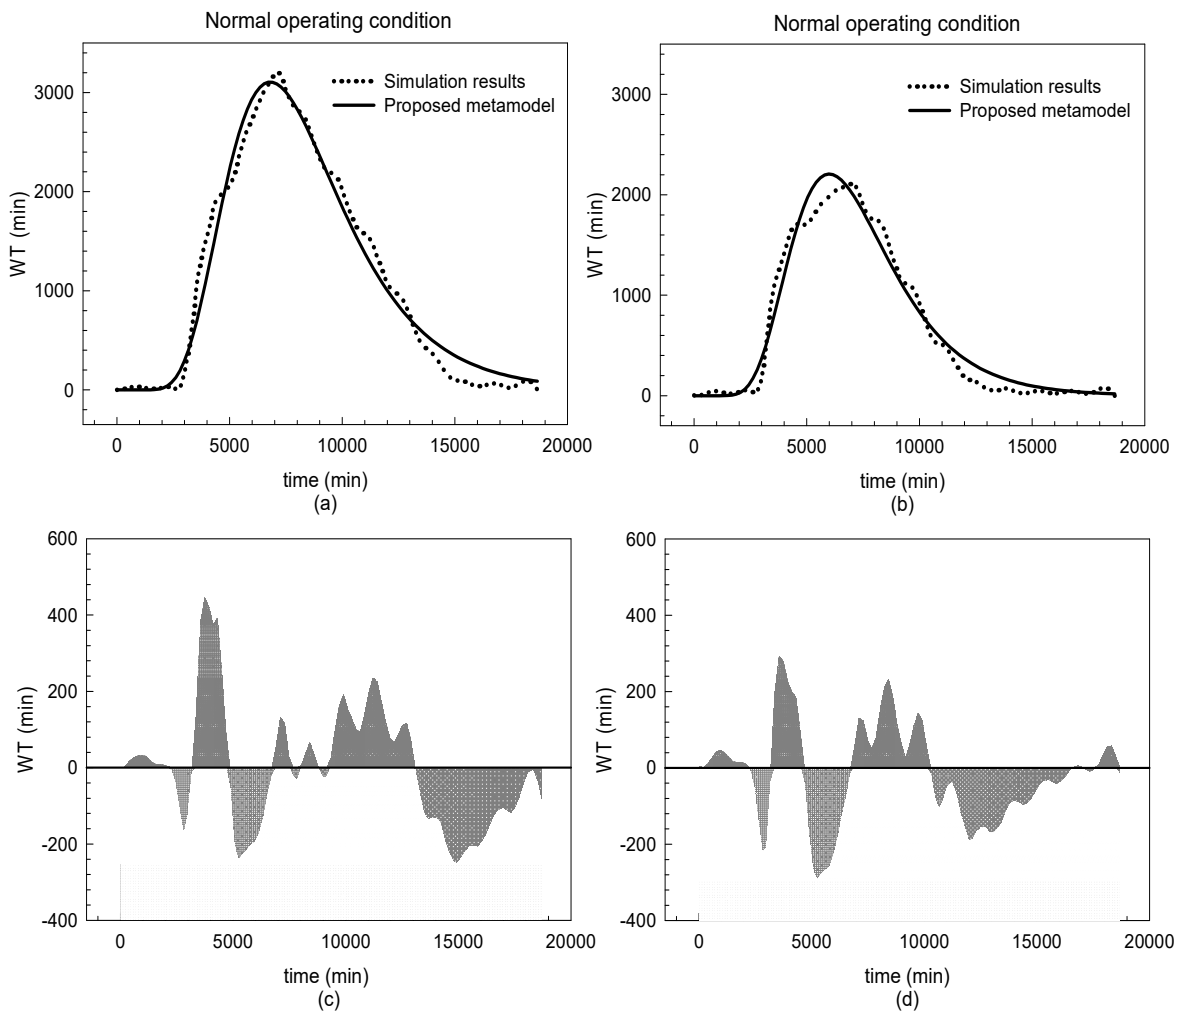 Normal operating condition
3000
2000
1000
0
WT (min)
Simulation results
Proposed metamodel
0 5000 10000 15000 20000
time (min)
(a)
Normal operating condition
3000
2000
1000
0
WT (min)
Simulation results
Proposed metamodel
0 5000 10000 15000 20000
time (min)
(b)
600
400
200
0
-200
-400
WT (min)
0 5000 10000 15000 20000
time (min)
(c)
600
400
200
0
-200
-400
WT (min)
0 5000 10000 15000 20000
time (min)
(d)